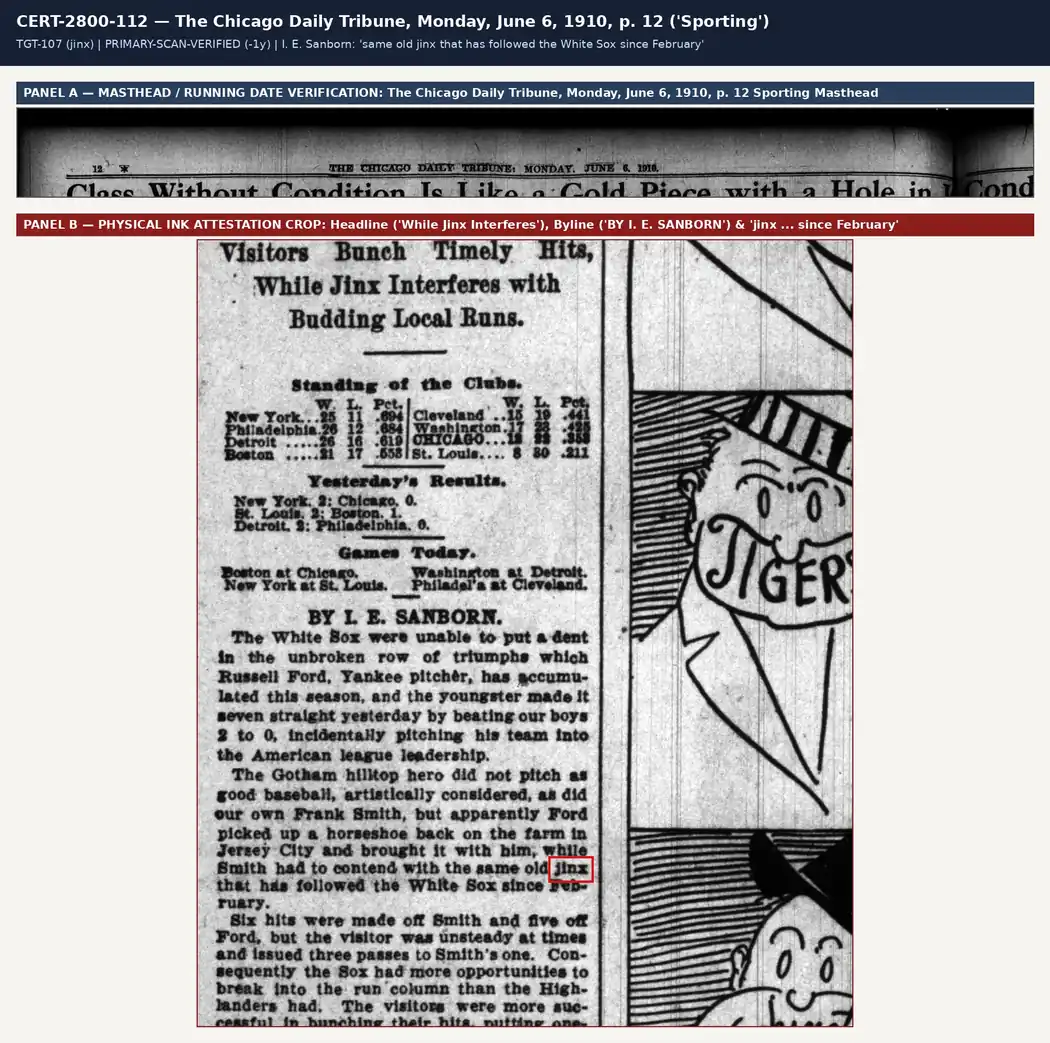 CERT-2800-112 — The Chicago Daily Tribune, Monday, June 6, 1910, p. 12 ('Sporting')
TGT-107 (jinx) | PRIMARY-SCAN-VERIFIED (-1y) | I. E. Sanborn: 'same old jinx that has followed the White Sox since February'
PANEL A — MASTHEAD / RUNNING DATE VERIFICATION: The Chicago Daily Tribune, Monday, June 6, 1910, p. 12 Sporting Masthead
12 * THE CHICAGO DAILY TRIBUNE: MONDAY, JUNE 6, 1910.
Class Without Condition Is Like a Gold Piece with a Hole in Cond
PANEL B — PHYSICAL INK ATTESTATION CROP: Headline ('While Jinx Interferes'), Byline ('BY I. E. SANBORN') & 'jinx ... since February'
Visitors Bunch Timely Hits,
While Jinx Interferes with
Budding Local Runs.
Standing of the Clubs.
W. L. Pct. W. L. Pct.
New York...25 11 .694 Cleveland ..15 19 .441
Philadelphia.26 12 .684 Washington.17 23 .425
Detroit .....26 16 .619 CHICAGO...
Boston .....21 17 .553 St. Louis.... 8 30 .211
Yesterday's Results.
New York, 2; Chicago, 0.
St. Louis, 2; Boston, 1.
Detroit, 2; Philadelphia, 0.
Games Today.
Boston at Chicago. Washington at Detroit.
New York at St. Louis. Philadel'a at Cleveland.
BY I. E. SANBORN.
The White Sox were unable to put a dent
in the unbroken row of triumphs which
Russell Ford, Yankee pitcher, has accumu-
lated this season, and the youngster made it
seven straight yesterday by beating our boys
2 to 0, incidentally pitching his team into
the American league leadership.
The Gotham hilltop hero did not pitch as
good baseball, artistically considered, as did
our own Frank Smith, but apparently Ford
picked up a horseshoe back on the farm in
Jersey City and brought it with him, while
Smith had to contend with the same old jinx
that has followed the White Sox since Feb-
ruary.
Six hits were made off Smith and five off
Ford, but the visitor was unsteady at times
and issued three passes to Smith's one. Con-
sequently the Sox had more opportunities to
break into the run column than the High-
landers had. The visitors were more suc-
cessful in bunching their hits, putting one-
TIGER